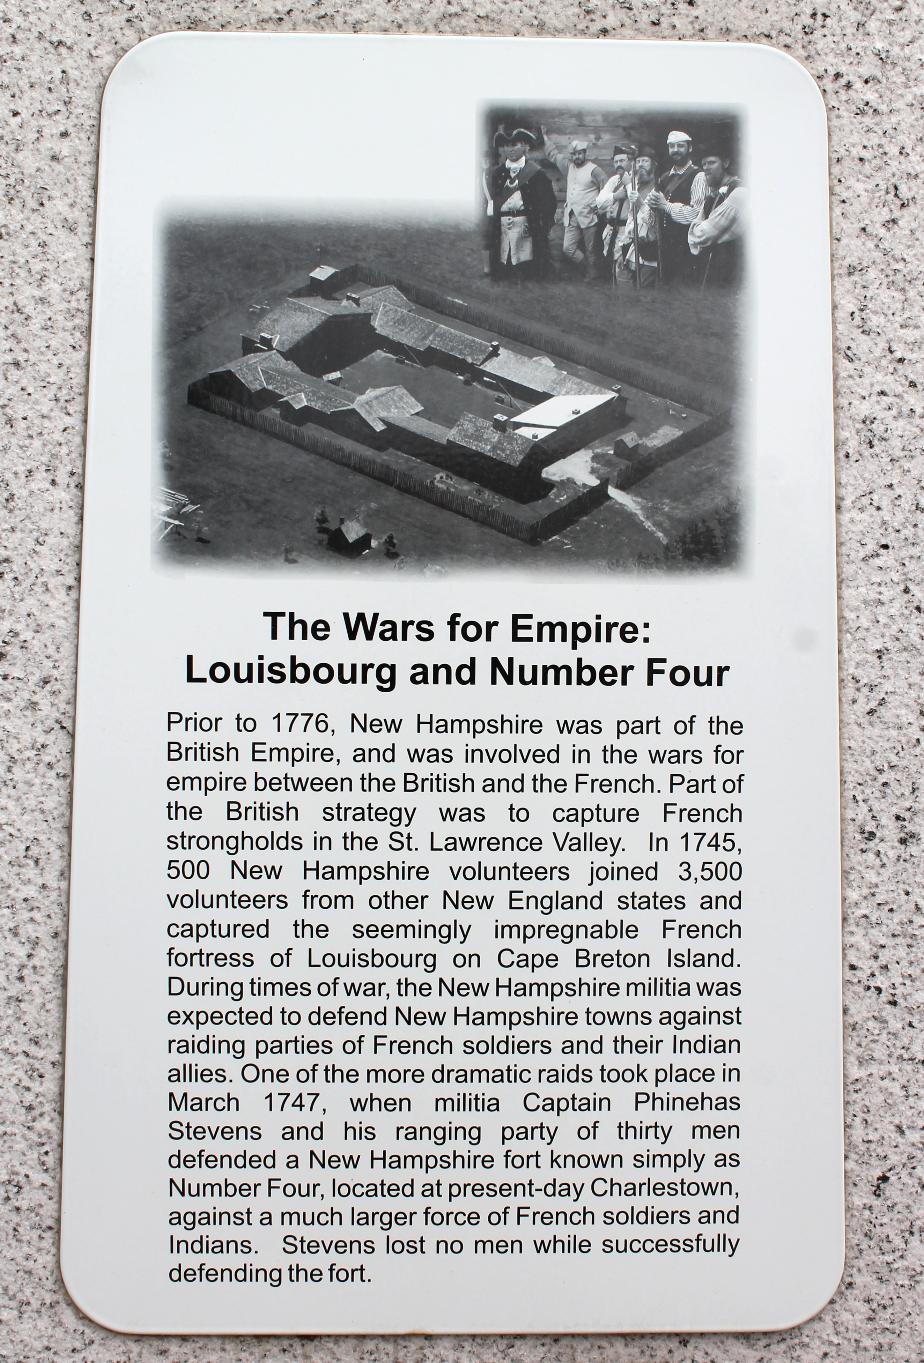 The Wars for Empire:
Louisbourg and Number Four
Prior to 1776, New Hampshire was part of the
British Empire, and was involved in the wars for
empire between the British and the French. Part of
the British strategy was to capture French
strongholds in the St. Lawrence Valley. In 1745,
500 New Hampshire volunteers joined 3,500
volunteers from other New England states and
captured the seemingly impregnable French
fortress of Louisbourg on Cape Breton Island.
During times of war, the New Hampshire militia was
expected to defend New Hampshire towns against
raiding parties of French soldiers and their Indian
allies. One of the more dramatic raids took place in
March 1747, when militia Captain Phinehas
Stevens and his ranging party of thirty men
defended a New Hampshire fort known simply as
Number Four, located at present-day Charlestown,
against a much larger force of French soldiers and
Indians. Stevens lost no men while successfully
defending the fort.